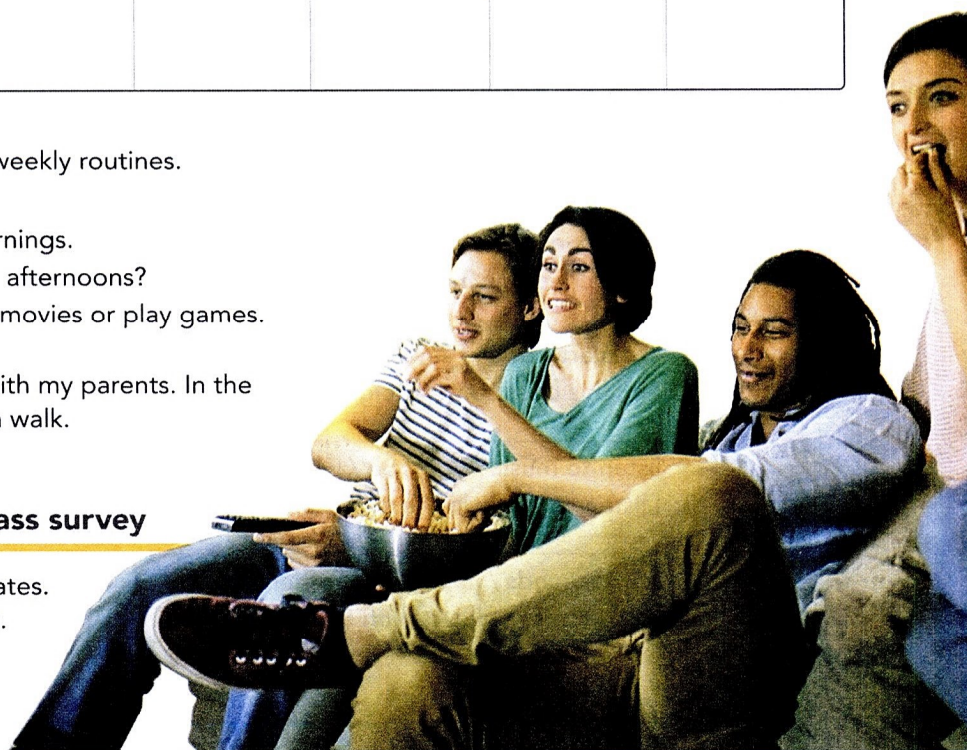 weekly routines.
rnings.
afternoons?
movies or play games.
ith my parents. In the
walk.
ass survey
ates.
.